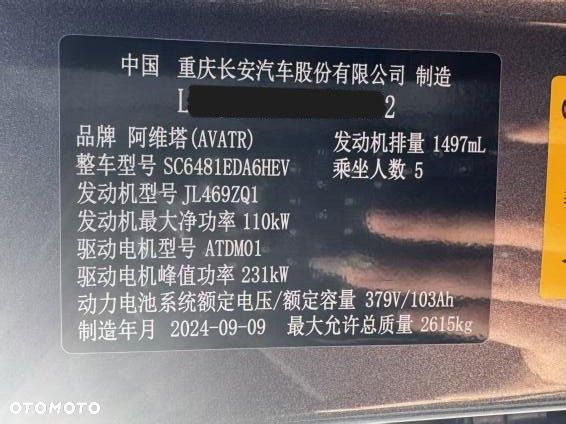 中国 重庆长安汽车股份有限公司 制造
L 2
品牌 阿维塔(AVATR) 发动机排量 1497mL
整车型号 SC6481EDA6HEV 乘坐人数 5
发动机型号 JL469ZQ1
发动机最大净功率 110kW
驱动电机型号 ATDM01
驱动电机峰值功率 231kW
动力电池系统额定电压/额定容量 379V/103Ah
制造年月 2024-09-09 最大允许总质量 2615kg
OTOMOTO